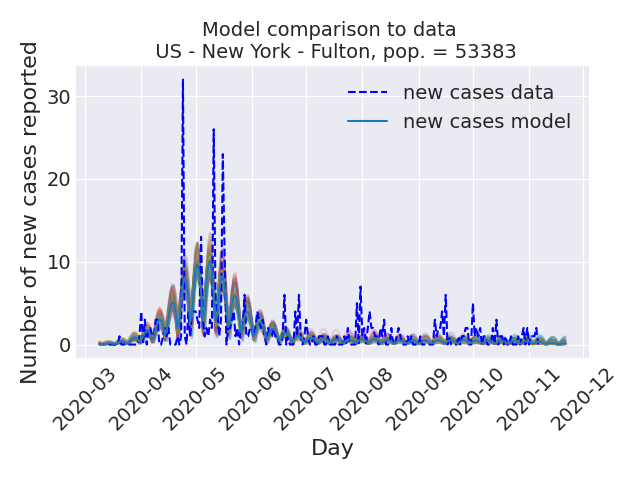 Model comparison to data
US - New York - Fulton, pop. = 53383
Number of new cases reported
30
20
10
0
new cases data
new cases model
2020-03
2020-04
2020-05
2020-06
2020-07
2020-08
2020-09
2020-10
2020-11
2020-12
Day